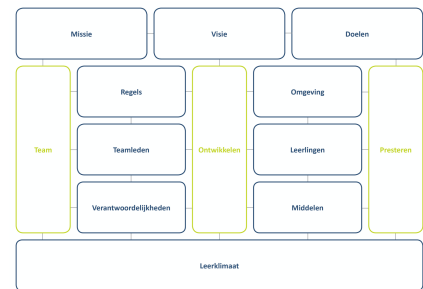 Missie
Visie
Doelen
Team
Regels
Teamleden
Verantwoordelijkheden
Ontwikkelen
Omgeving
Leerlingen
Middelen
Presteren
Leerklimaat